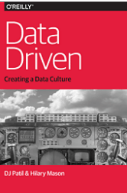 O'REILLY®
Data
Driven
Creating a Data Culture
DJ Patil & Hilary Mason